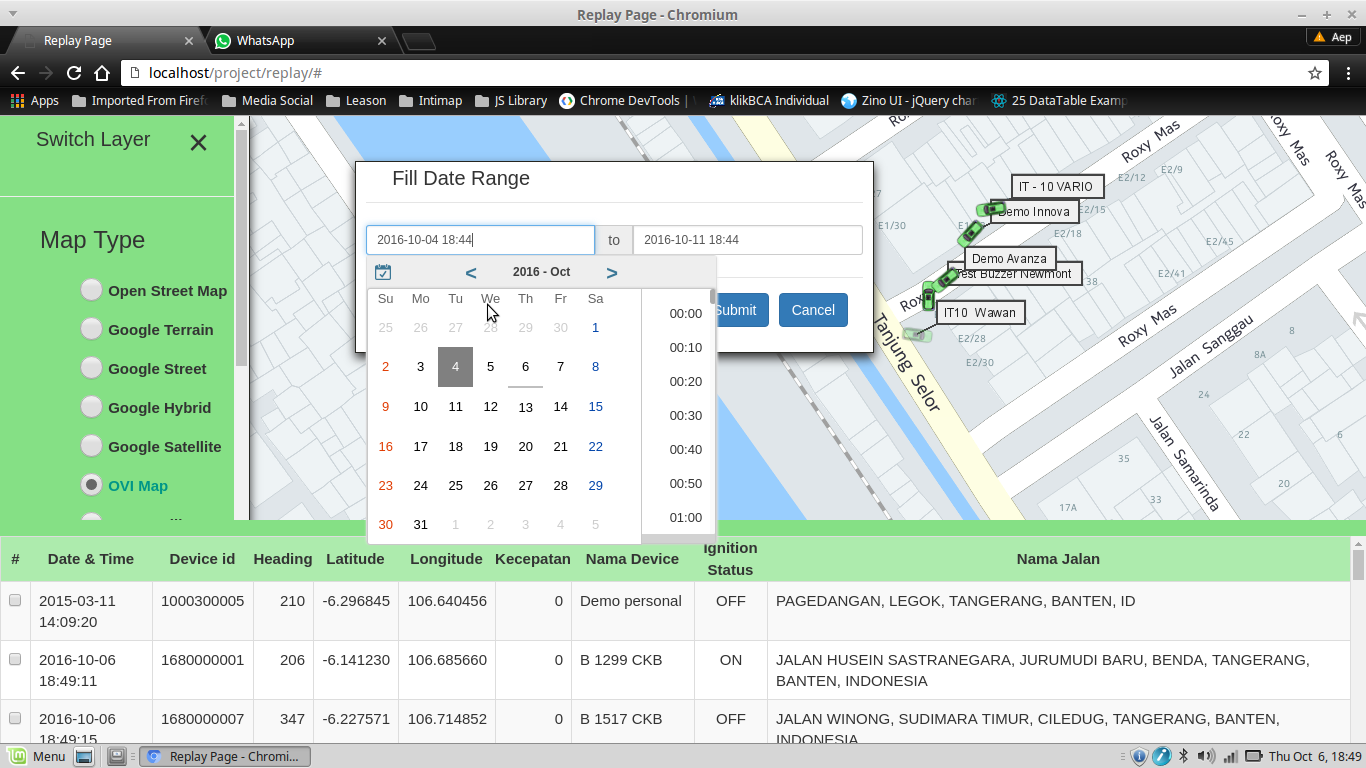 Replay Page - Chromium
Replay Page
WhatsApp
Aep
localhost/project/replay/#
Apps
Imported From Firef
Media Social
Leason
Intimap
JS Library
Chrome DevTools |
klikBCA Individual
Zino UI - jQuery char
25 DataTable Examp
Switch Layer
Map Type
Open Street Map
Google Terrain
Google Street
Google Hybrid
Google Satellite
OVI Map
Fill Date Range
2016-10-04 18:44 to 2016-10-11 18:44
< 2016 - Oct >
Su Mo Tu We Th Fr Sa
25 26 27 28 29 30 1
2 3 4 5 6 7 8
9 10 11 12 13 14 15
16 17 18 19 20 21 22
23 24 25 26 27 28 29
30 31 1 2 3 4 5
00:00
00:10
00:20
00:30
00:40
00:50
01:00
Submit
Cancel
Roxy Mas
Roxy Mas
Roxy Mas
Roxy Mas
E2/12
E2/9
E2/15
E2/18
E1/30
E2/45
E2/41
E2/28
E2/30
38
IT - 10 VARIO
Demo Innova
Demo Avanza
Test Buzzer Newmont
IT10 Wawan
Tanjung Selor
Jalan Sanggau
Jalan Samarinda
8
8A
24
22
6
35
20
33
17A
# Date & Time Device id Heading Latitude Longitude Kecepatan Nama Device Ignition Status Nama Jalan
2015-03-11 14:09:20 1000300005 210 -6.296845 106.640456 0 Demo personal OFF PAGEDANGAN, LEGOK, TANGERANG, BANTEN, ID
2016-10-06 18:49:11 1680000001 206 -6.141230 106.685660 0 B 1299 CKB ON JALAN HUSEIN SASTRANEGARA, JURUMUDI BARU, BENDA, TANGERANG, BANTEN, INDONESIA
2016-10-06 18:49:15 1680000007 347 -6.227571 106.714852 0 B 1517 CKB OFF JALAN WINONG, SUDIMARA TIMUR, CILEDUG, TANGERANG, BANTEN, INDONESIA
Menu
Replay Page - Chromi...
Thu Oct 6, 18:49